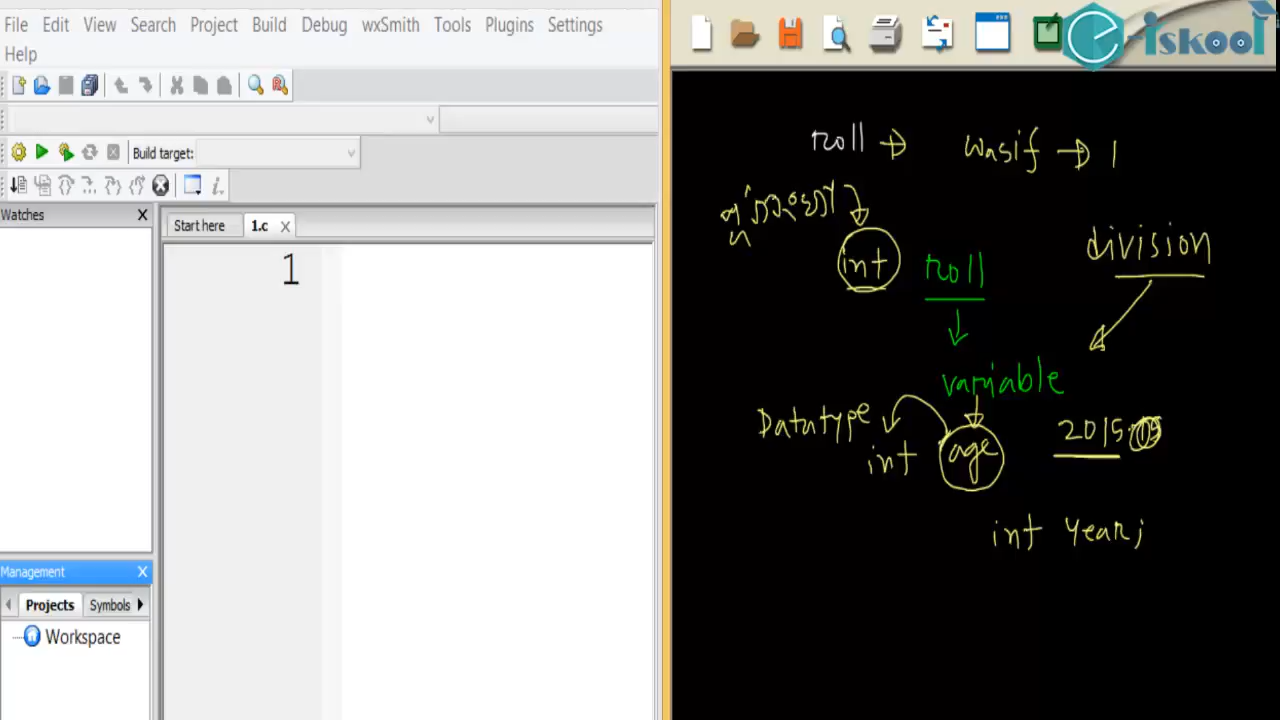 File Edit View Search Project Build Debug wxSmith Tools Plugins Settings
Help
Build target:
Watches X
Start here 1.c X
1
Management X
Projects Symbols
Workspace
e-iskool
roll → wasif → 1
int roll
division
variable
Datatype
int age 2015
int Year;